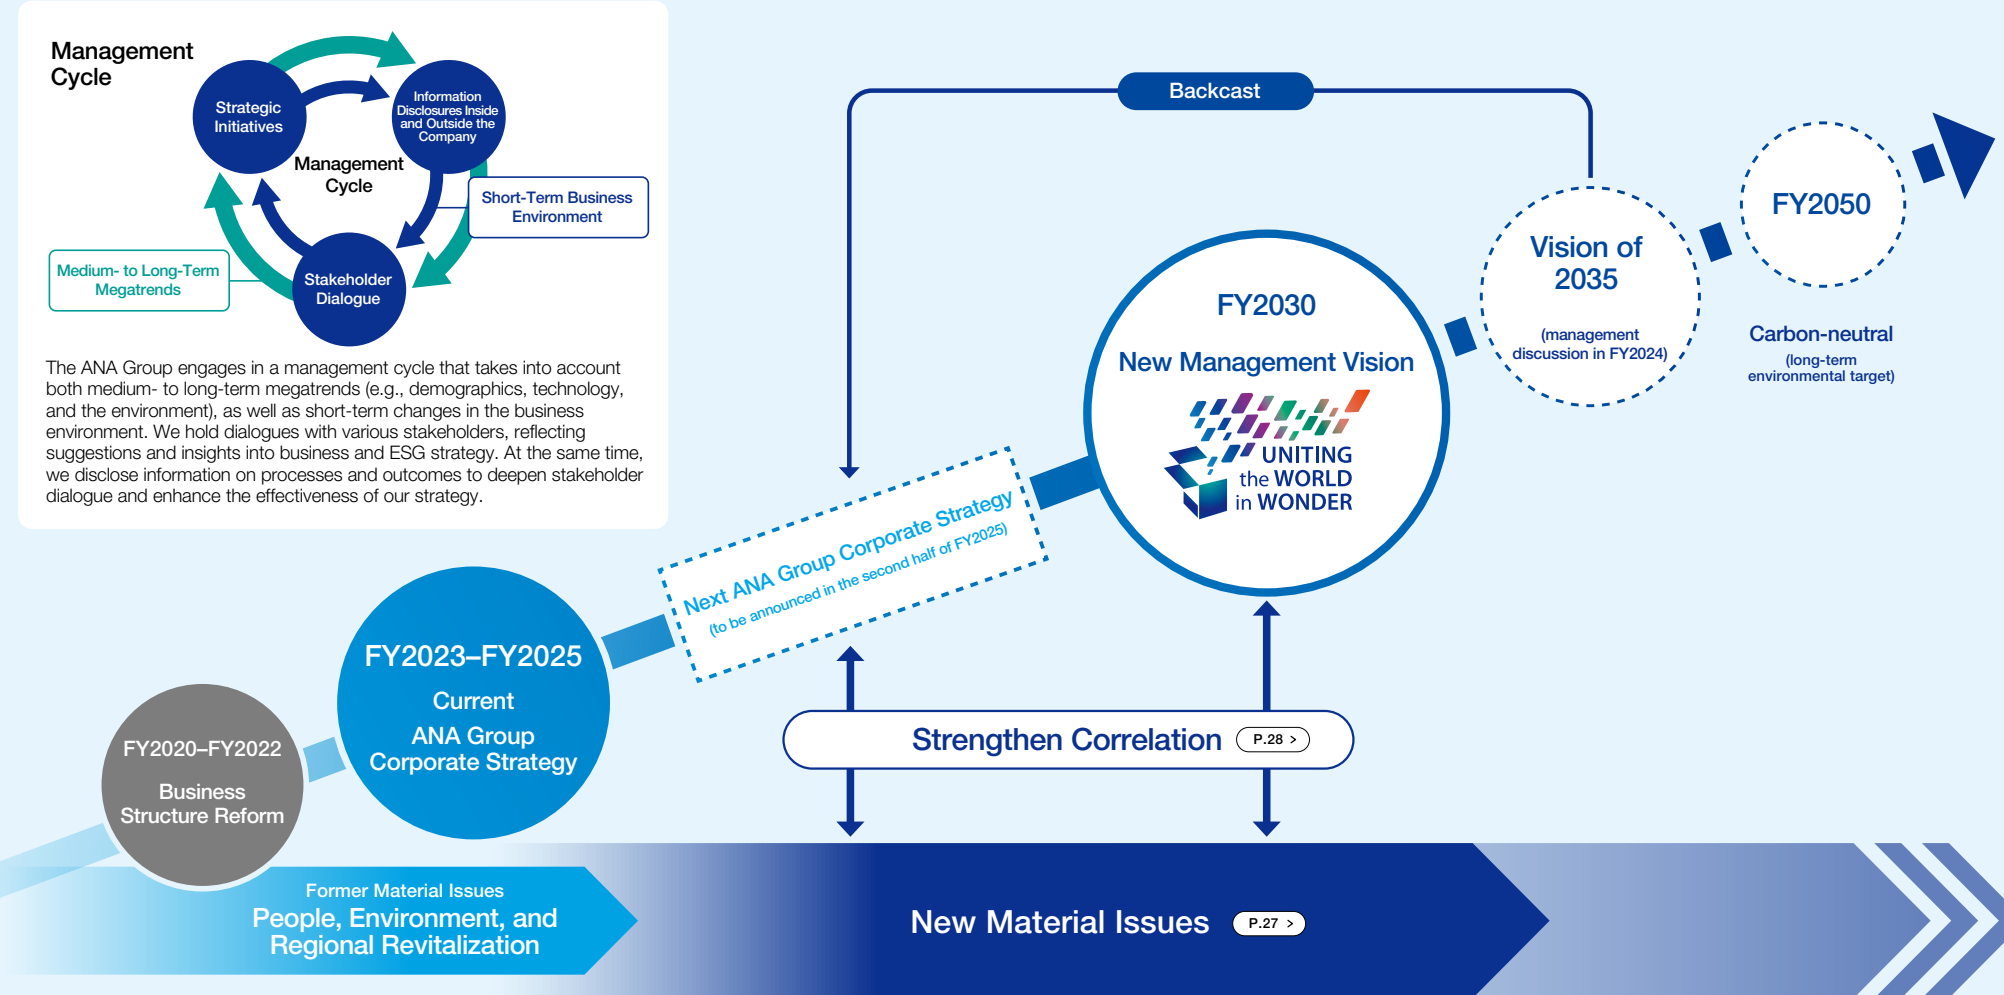 Management
Cycle
Strategic
Initiatives
Information
Disclosures Inside
and Outside the
Company
Management
Cycle
Short-Term Business
Environment
Medium- to Long-Term
Megatrends
Stakeholder
Dialogue
The ANA Group engages in a management cycle that takes into account
both medium- to long-term megatrends (e.g., demographics, technology,
and the environment), as well as short-term changes in the business
environment. We hold dialogues with various stakeholders, reflecting
suggestions and insights into business and ESG strategy. At the same time,
we disclose information on processes and outcomes to deepen stakeholder
dialogue and enhance the effectiveness of our strategy.
Backcast
FY2020–FY2022
Business
Structure Reform
FY2023–FY2025
Current
ANA Group
Corporate Strategy
Next ANA Group Corporate Strategy
(to be announced in the second half of FY2025)
FY2030
New Management Vision
UNITING
the WORLD
in WONDER
Vision of
2035
(management
discussion in FY2024)
FY2050
Carbon-neutral
(long-term
environmental target)
Strengthen Correlation P.28 >
Former Material Issues
People, Environment, and
Regional Revitalization
New Material Issues P.27 >